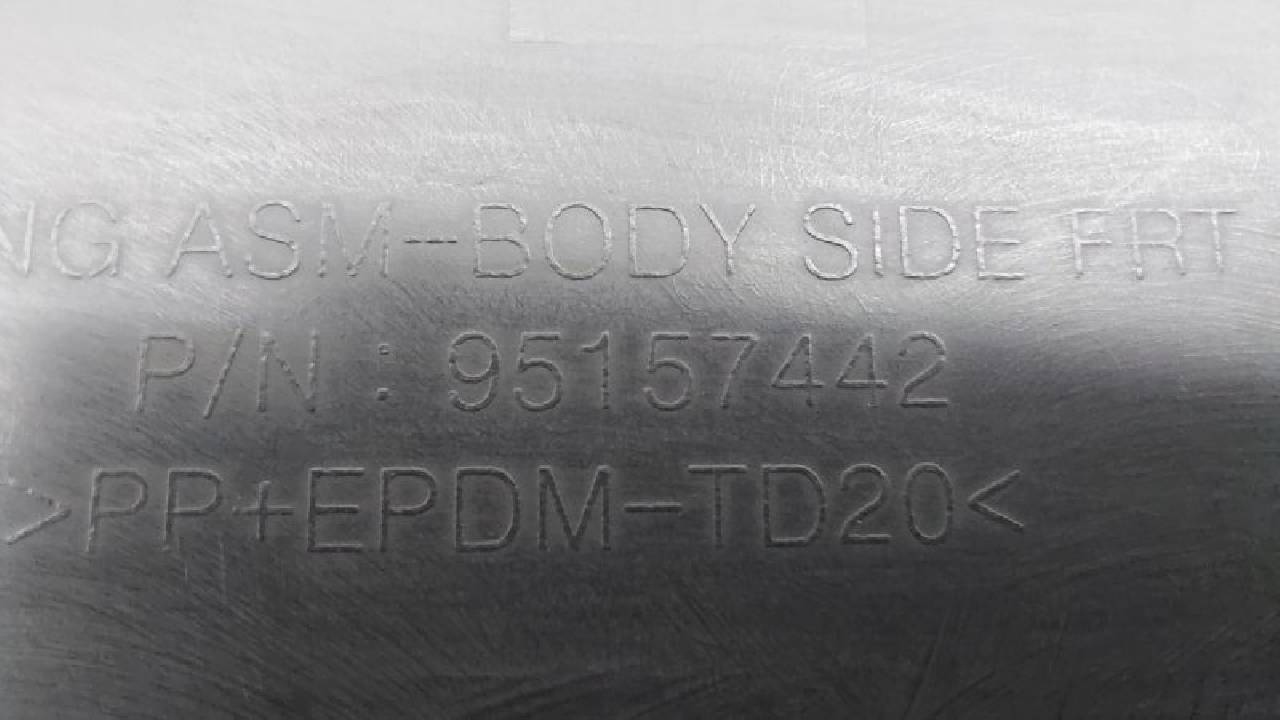 NG ASM-BODY SIDE FRT
P/N : 95157442
>PP+EPDM-TD20<